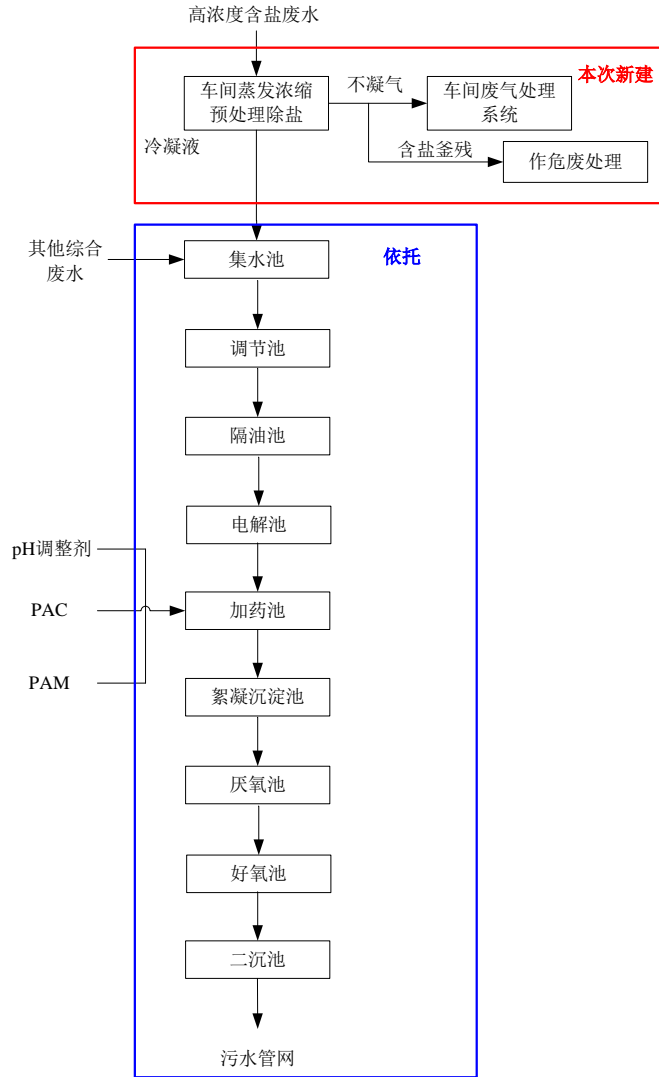 高浓度含盐废水
本次新建
车间蒸发浓缩
预处理除盐
不凝气
车间废气处理
系统
冷凝液
含盐釜残
作危废处理
其他综合
废水
集水池
依托
调节池
隔油池
电解池
pH调整剂
PAC
加药池
PAM
絮凝沉淀池
厌氧池
好氧池
二沉池
污水管网